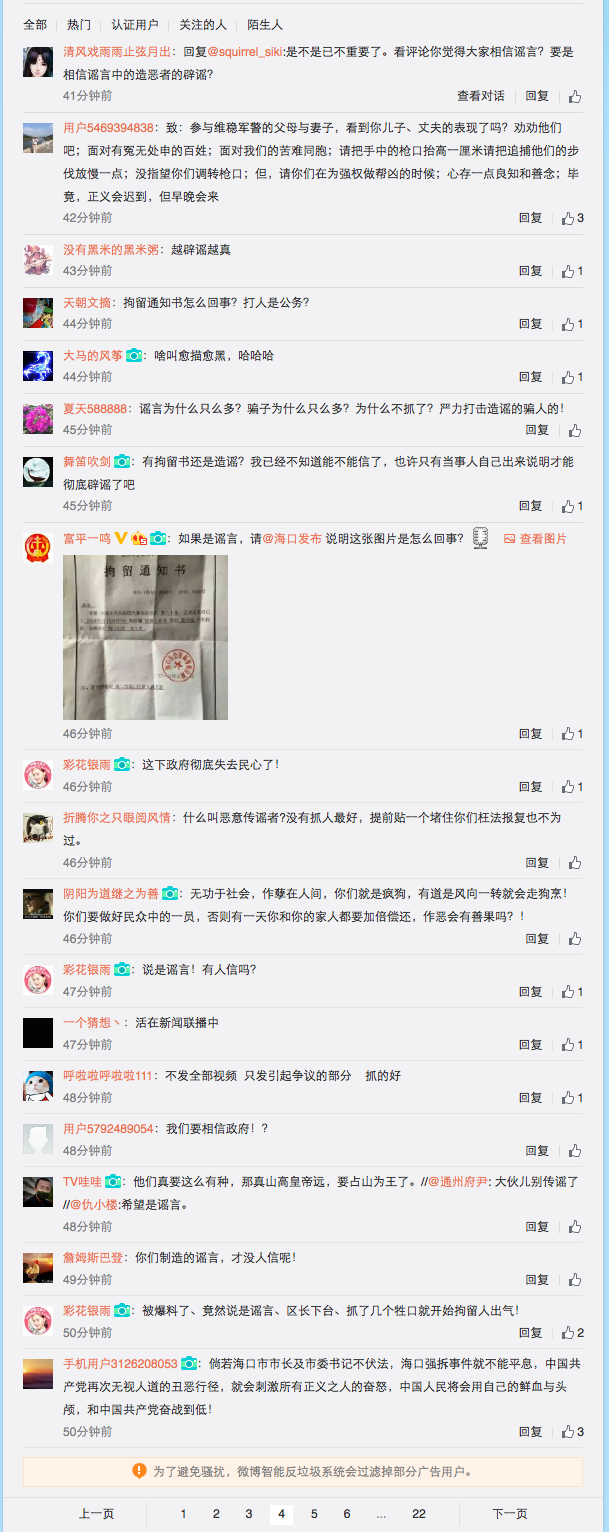 全部 热门 认证用户 关注的人 陌生人
清风戏雨雨止弦月出：回复@squirrel_siki:是不是已不重要了。看评论你觉得大家相信谣言？要是
相信谣言中的造恶者的辟谣？
41分钟前 查看对话 回复
用户5469394838：致：参与维稳军警的父母与妻子，看到你儿子、丈夫的表现了吗？劝劝他们
吧；面对有冤无处申的百姓；面对我们的苦难同胞；请把手中的枪口抬高一厘米请把追捕他们的步
伐放慢一点；没指望你们调转枪口；但，请你们在为强权做帮凶的时候；心存一点良知和善念；毕
竟，正义会迟到，但早晚会来
42分钟前 回复 3
没有黑米的黑米粥：越辟谣越真
43分钟前 回复 1
天朝文摘：拘留通知书怎么回事？打人是公务？
44分钟前 回复 1
大马的风筝：啥叫愈描愈黑，哈哈哈
44分钟前 回复 1
夏天588888：谣言为什么只么多？骗子为什么只么多？为什么不抓了？严力打击造谣的骗人的！
45分钟前 回复
舞笛吹剑：有拘留书还是造谣？我已经不知道能不能信了，也许只有当事人自己出来说明才能
彻底辟谣了吧
45分钟前 回复 1
富平一鸣：如果是谣言，请@海口发布 说明这张图片是怎么回事？ 查看图片
拘留通知书
46分钟前 回复 1
彩花银雨：这下政府彻底失去民心了！
46分钟前 回复 1
折腾你之只眼阅风情：什么叫恶意传谣者?没有抓人最好，提前贴一个堵住你们枉法报复也不为
过。
46分钟前 回复
阴阳为道继之为善：无功于社会，作孽在人间，你们就是疯狗，有道是风向一转就会走狗烹！
你们要做好民众中的一员，否则有一天你和你的家人都要加倍偿还，作恶会有善果吗？！
46分钟前 回复
彩花银雨：说是谣言！有人信吗？
47分钟前 回复 1
一个猜想丶：活在新闻联播中
47分钟前 回复 1
呼啦啦呼啦啦111：不发全部视频 只发引起争议的部分 抓的好
48分钟前 回复 1
用户5792489054：我们要相信政府！？
48分钟前 回复
TV哇哇：他们真要这么有种，那真山高皇帝远，要占山为王了。//@通州府尹: 大伙儿别传谣了
//@仇小楼:希望是谣言。
48分钟前 回复
詹姆斯巴登：你们制造的谣言，才没人信呢！
49分钟前 回复
彩花银雨：被爆料了、竟然说是谣言、区长下台、抓了几个牲口就开始拘留人出气！
50分钟前 回复 2
手机用户3126208053：倘若海口市市长及市委书记不伏法，海口强拆事件就不能平息，中国共
产党再次无视人道的丑恶行径，就会刺激所有正义之人的奋怒，中国人民将会用自己的鲜血与头
颅，和中国共产党奋战到低！
50分钟前 回复 3
为了避免骚扰，微博智能反垃圾系统会过滤掉部分广告用户。
上一页 1 2 3 4 5 6 ... 22 下一页